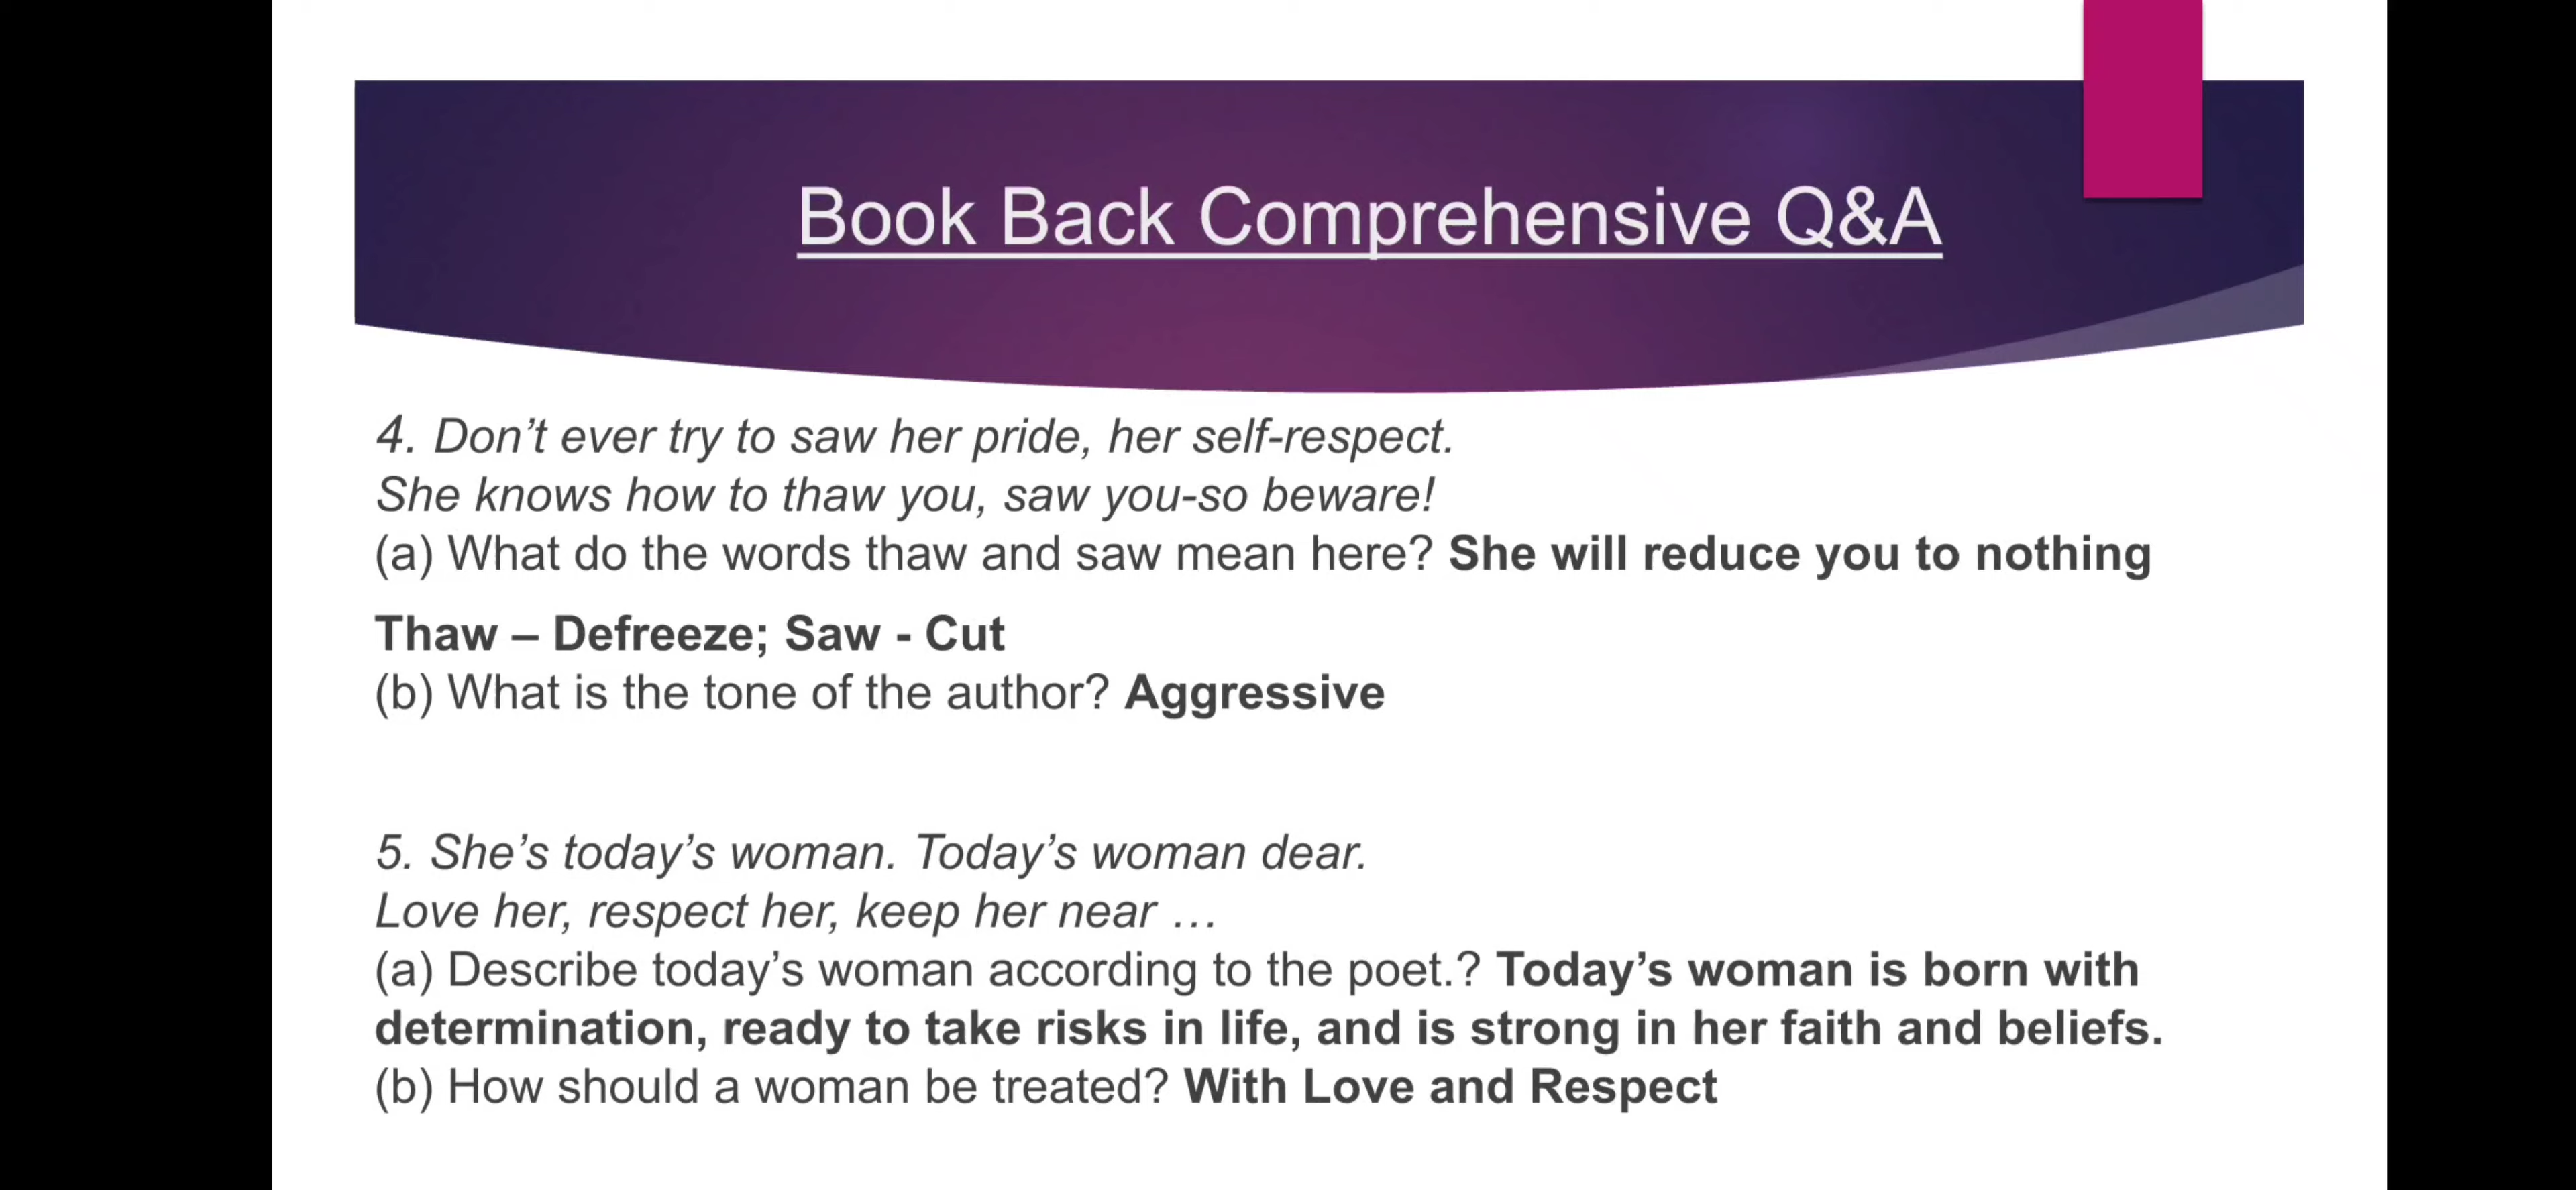 Book Back Comprehensive Q&A
4. Don’t ever try to saw her pride, her self-respect.
She knows how to thaw you, saw you-so beware!
(a) What do the words thaw and saw mean here? She will reduce you to nothing
Thaw – Defreeze; Saw - Cut
(b) What is the tone of the author? Aggressive
5. She’s today’s woman. Today’s woman dear.
Love her, respect her, keep her near …
(a) Describe today’s woman according to the poet.? Today’s woman is born with
determination, ready to take risks in life, and is strong in her faith and beliefs.
(b) How should a woman be treated? With Love and Respect